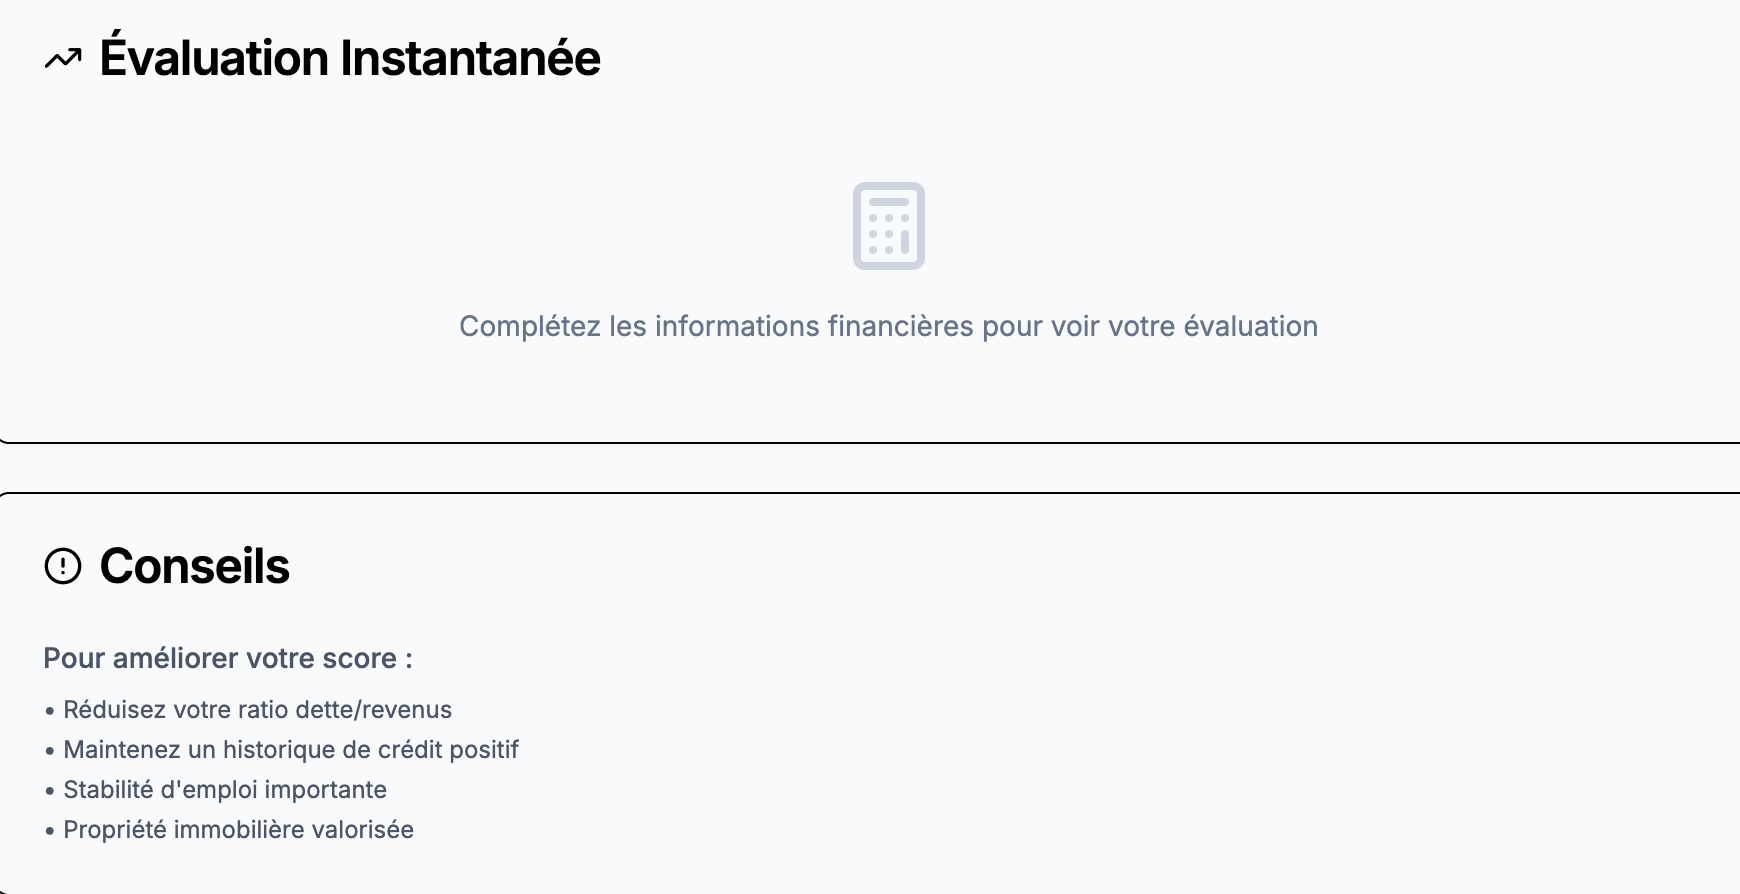 Évaluation Instantanée
Complétez les informations financières pour voir votre évaluation
Conseils
Pour améliorer votre score :
• Réduisez votre ratio dette/revenus
• Maintenez un historique de crédit positif
• Stabilité d'emploi importante
• Propriété immobilière valorisée